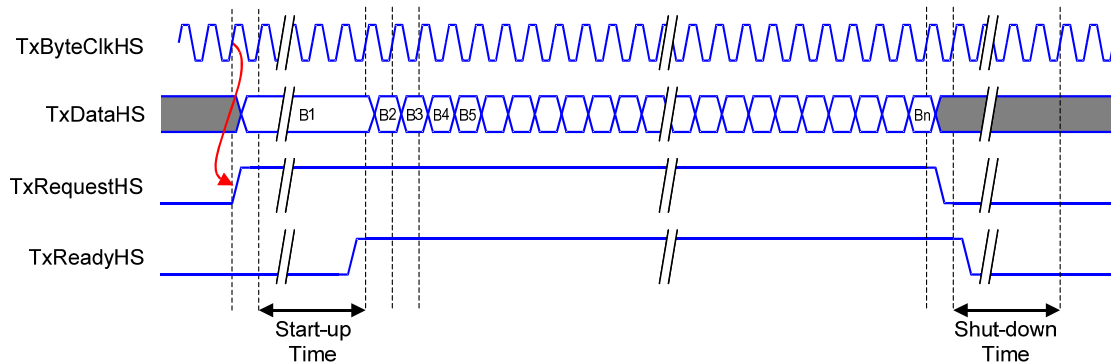 TxByteClkHS
TxDataHS
B1
B2
B3
B4
B5
Bn
TxRequestHS
TxReadyHS
Start-up
Time
Shut-down
Time